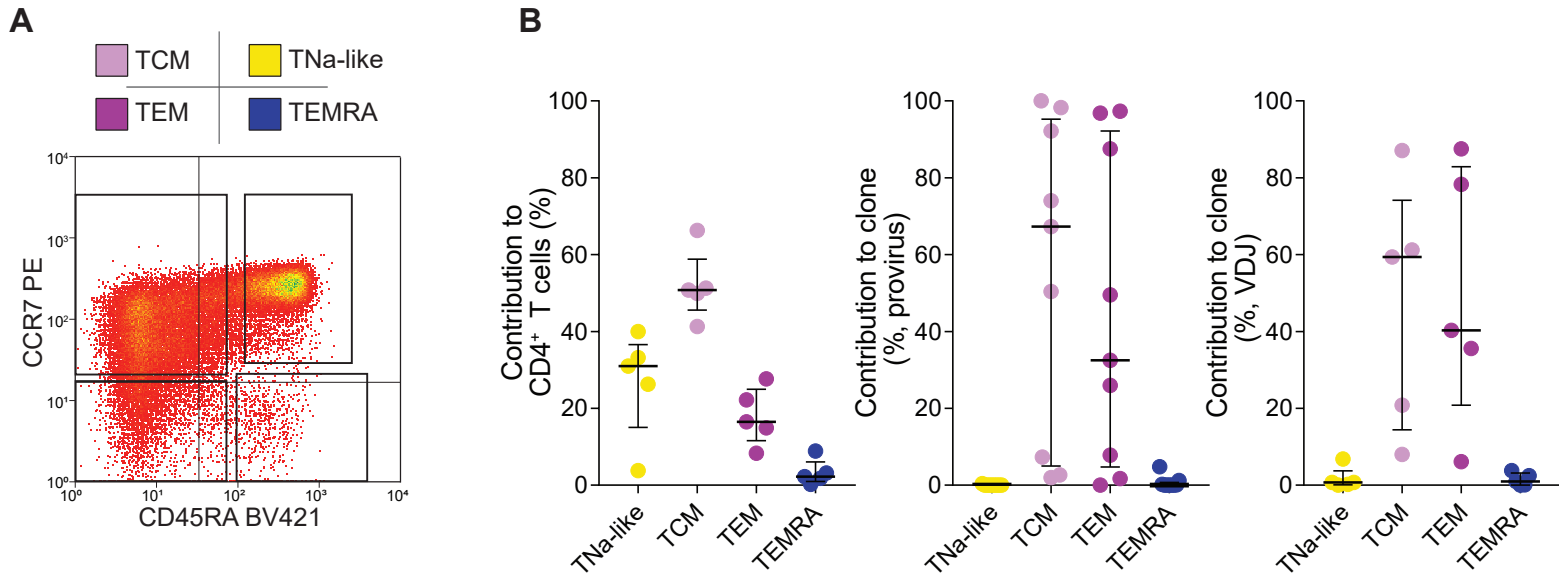 A
TCM
TNa-like
TEM
TEMRA
10⁴
10³
10²
10¹
10⁰
CCR7 PE
10⁰ 10¹ 10² 10³ 10⁴
CD45RA BV421
B
100
80
60
40
20
0
Contribution to
CD4⁺ T cells (%)
TNa-like
TCM
TEM
TEMRA
100
80
60
40
20
0
Contribution to clone
(%, provirus)
TNa-like
TCM
TEM
TEMRA
100
80
60
40
20
0
Contribution to clone
(%, VDJ)
TNa-like
TCM
TEM
TEMRA